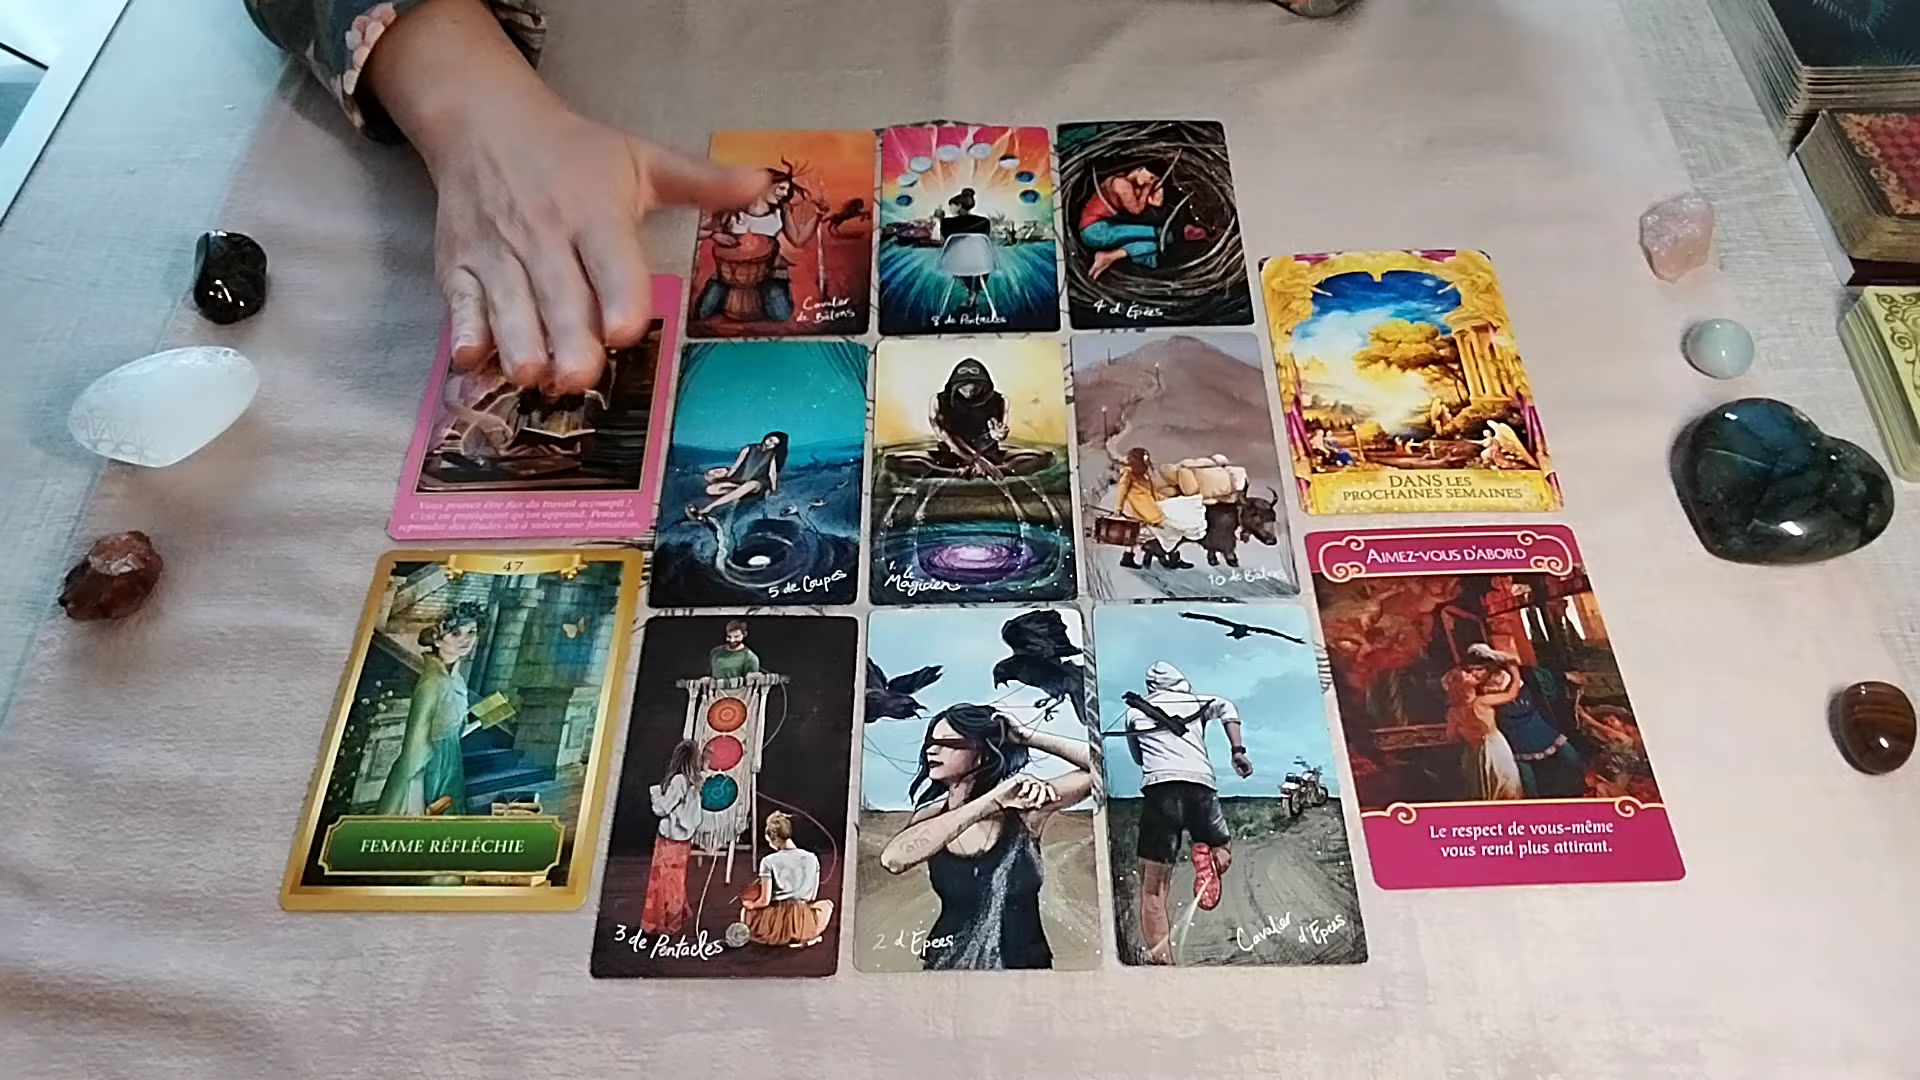 Cavalier
de Bâtons
8 de Pentacles
4 d'Épées
Vous pouvez être fier du travail accompli !
C'est en pratiquant qu'on apprend. Pensez à
reprendre des études ou à suivre une formation.
5 de Coupes
1. Le
Magicien
10 de Bâtons
DANS LES
PROCHAINES SEMAINES
47
FEMME RÉFLÉCHIE
3 de Pentacles
2 d'Épées
Cavalier
d'Épées
AIMEZ-VOUS D'ABORD
Le respect de vous-même
vous rend plus attirant.